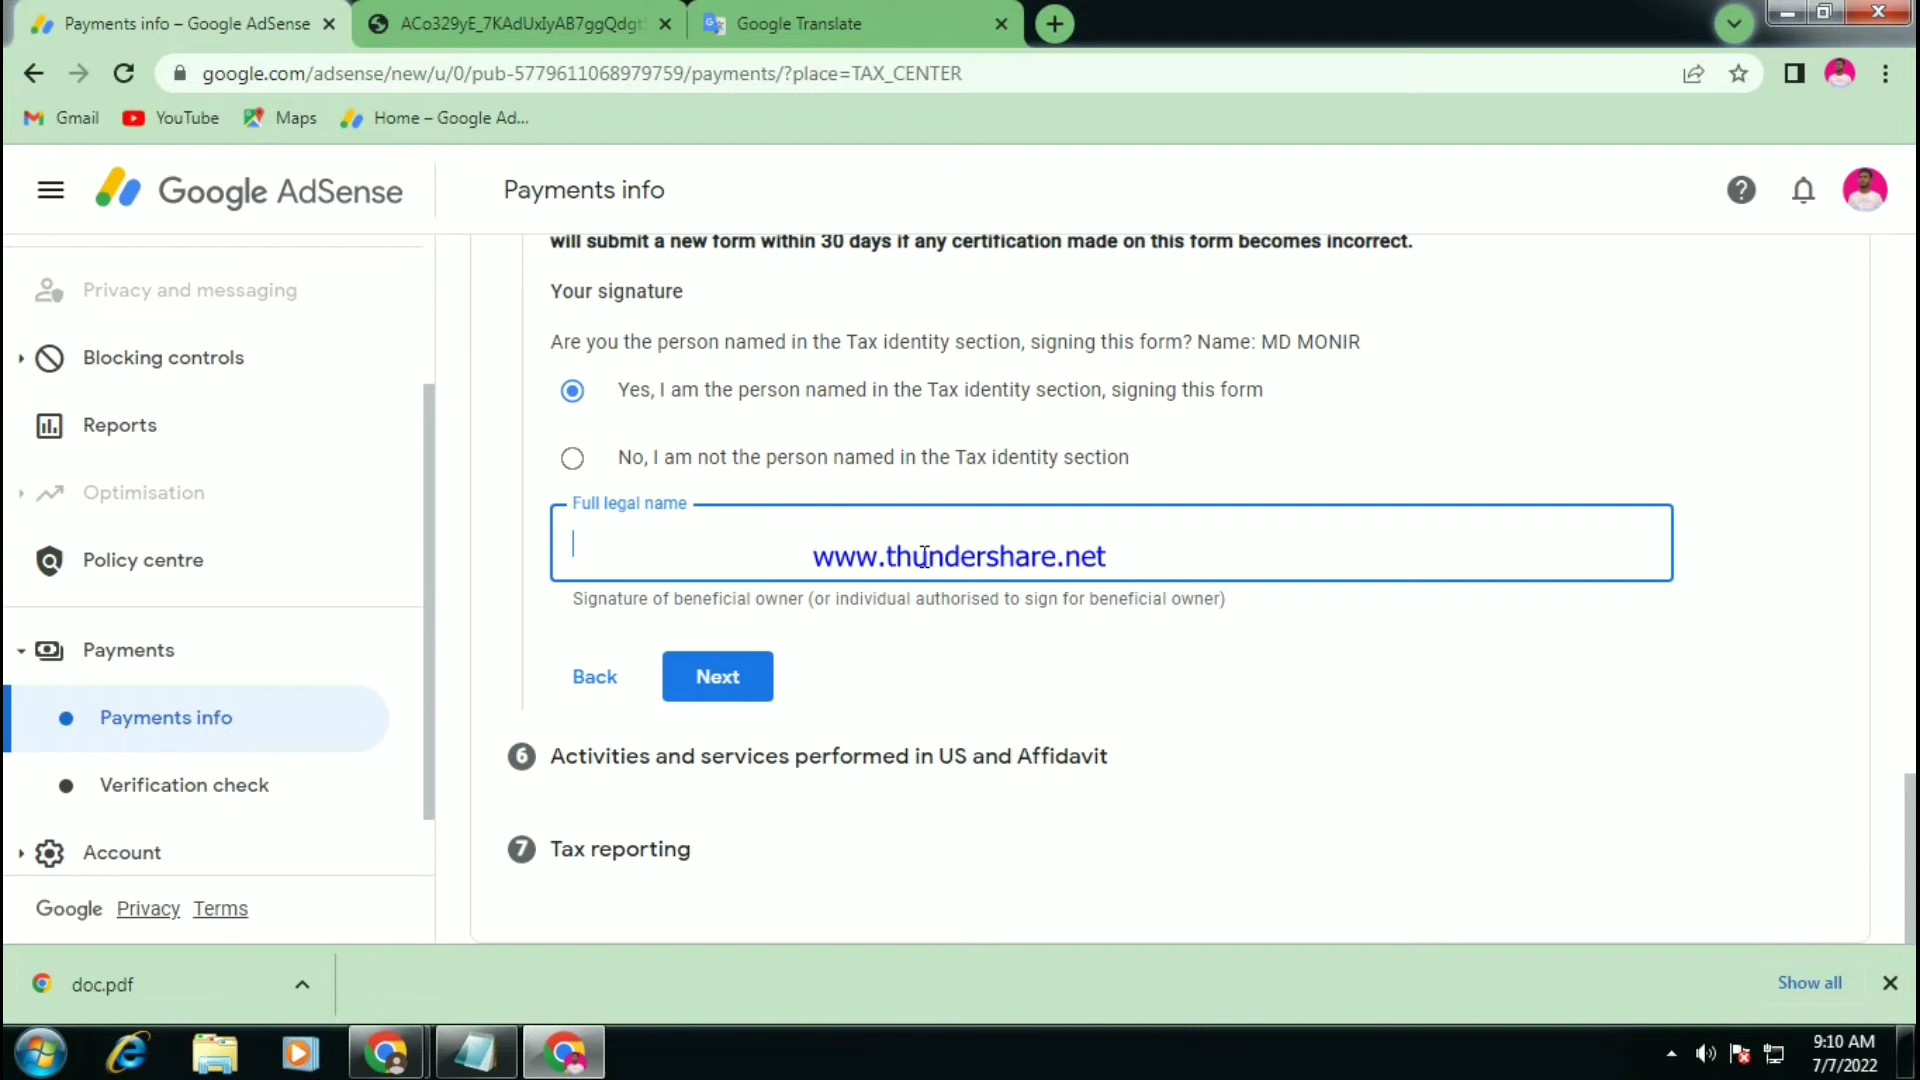 Payments info – Google AdSense
ACo329yE_7KAdUxIyAB7ggQdgt
Google Translate
google.com/adsense/new/u/0/pub-5779611068979759/payments/?place=TAX_CENTER
Gmail
YouTube
Maps
Home – Google Ad...
Google AdSense
Payments info
will submit a new form within 30 days if any certification made on this form becomes incorrect.
Privacy and messaging
Your signature
Are you the person named in the Tax identity section, signing this form? Name: MD MONIR
Blocking controls
Yes, I am the person named in the Tax identity section, signing this form
Reports
No, I am not the person named in the Tax identity section
Optimisation
Full legal name
www.thundershare.net
Policy centre
Signature of beneficial owner (or individual authorised to sign for beneficial owner)
Payments
Back
Next
Payments info
6 Activities and services performed in US and Affidavit
Verification check
7 Tax reporting
Account
Google Privacy Terms
doc.pdf
Show all
9:10 AM
7/7/2022